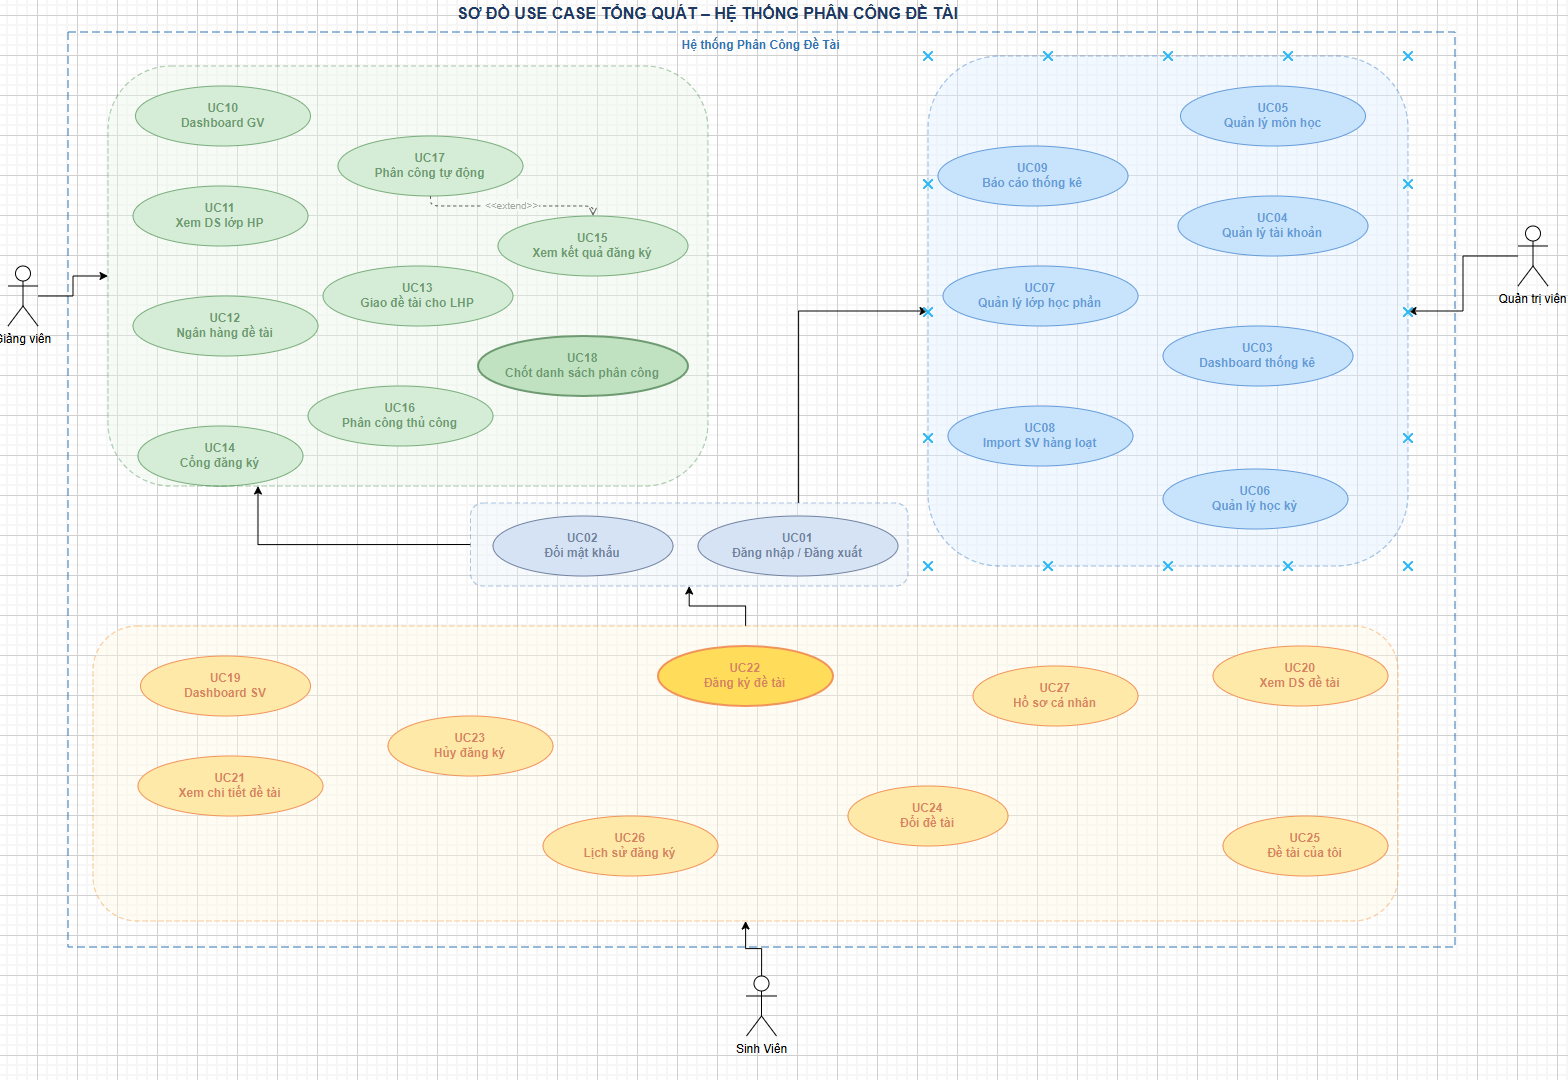 SƠ ĐỒ USE CASE TỔNG QUÁT – HỆ THỐNG PHÂN CÔNG ĐỀ TÀI
Hệ thống Phân Công Đề Tài
UC10
Dashboard GV
UC17
Phân công tự động
<<extend>>
UC11
Xem DS lớp HP
UC15
Xem kết quả đăng ký
UC13
Giao đề tài cho LHP
UC12
Ngân hàng đề tài
UC18
Chốt danh sách phân công
UC16
Phân công thủ công
UC14
Cổng đăng ký
Giảng viên
UC05
Quản lý môn học
UC09
Báo cáo thống kê
UC04
Quản lý tài khoản
UC07
Quản lý lớp học phần
UC03
Dashboard thống kê
UC08
Import SV hàng loạt
UC06
Quản lý học kỳ
Quản trị viên
UC02
Đổi mật khẩu
UC01
Đăng nhập / Đăng xuất
UC19
Dashboard SV
UC22
Đăng ký đề tài
UC27
Hồ sơ cá nhân
UC20
Xem DS đề tài
UC23
Hủy đăng ký
UC21
Xem chi tiết đề tài
UC24
Đổi đề tài
UC26
Lịch sử đăng ký
UC25
Đề tài của tôi
Sinh Viên